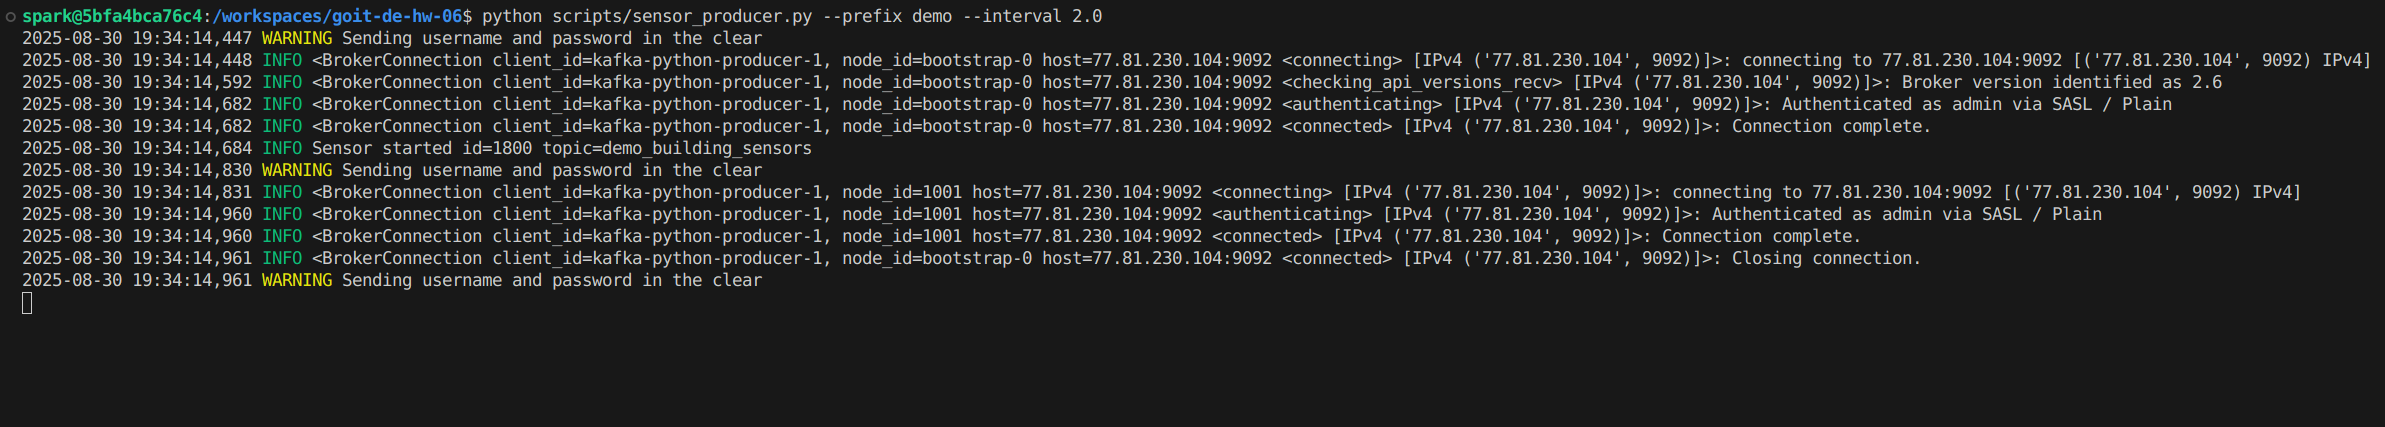 spark@5bfa4bca76c4:/workspaces/goit-de-hw-06$ python scripts/sensor_producer.py --prefix demo --interval 2.0
2025-08-30 19:34:14,447 WARNING Sending username and password in the clear
2025-08-30 19:34:14,448 INFO <BrokerConnection client_id=kafka-python-producer-1, node_id=bootstrap-0 host=77.81.230.104:9092 <connecting> [IPv4 ('77.81.230.104', 9092)]>: connecting to 77.81.230.104:9092 [('77.81.230.104', 9092) IPv4]
2025-08-30 19:34:14,592 INFO <BrokerConnection client_id=kafka-python-producer-1, node_id=bootstrap-0 host=77.81.230.104:9092 <checking_api_versions_recv> [IPv4 ('77.81.230.104', 9092)]>: Broker version identified as 2.6
2025-08-30 19:34:14,682 INFO <BrokerConnection client_id=kafka-python-producer-1, node_id=bootstrap-0 host=77.81.230.104:9092 <authenticating> [IPv4 ('77.81.230.104', 9092)]>: Authenticated as admin via SASL / Plain
2025-08-30 19:34:14,682 INFO <BrokerConnection client_id=kafka-python-producer-1, node_id=bootstrap-0 host=77.81.230.104:9092 <connected> [IPv4 ('77.81.230.104', 9092)]>: Connection complete.
2025-08-30 19:34:14,684 INFO Sensor started id=1800 topic=demo_building_sensors
2025-08-30 19:34:14,830 WARNING Sending username and password in the clear
2025-08-30 19:34:14,831 INFO <BrokerConnection client_id=kafka-python-producer-1, node_id=1001 host=77.81.230.104:9092 <connecting> [IPv4 ('77.81.230.104', 9092)]>: connecting to 77.81.230.104:9092 [('77.81.230.104', 9092) IPv4]
2025-08-30 19:34:14,960 INFO <BrokerConnection client_id=kafka-python-producer-1, node_id=1001 host=77.81.230.104:9092 <authenticating> [IPv4 ('77.81.230.104', 9092)]>: Authenticated as admin via SASL / Plain
2025-08-30 19:34:14,960 INFO <BrokerConnection client_id=kafka-python-producer-1, node_id=1001 host=77.81.230.104:9092 <connected> [IPv4 ('77.81.230.104', 9092)]>: Connection complete.
2025-08-30 19:34:14,961 INFO <BrokerConnection client_id=kafka-python-producer-1, node_id=bootstrap-0 host=77.81.230.104:9092 <connected> [IPv4 ('77.81.230.104', 9092)]>: Closing connection.
2025-08-30 19:34:14,961 WARNING Sending username and password in the clear